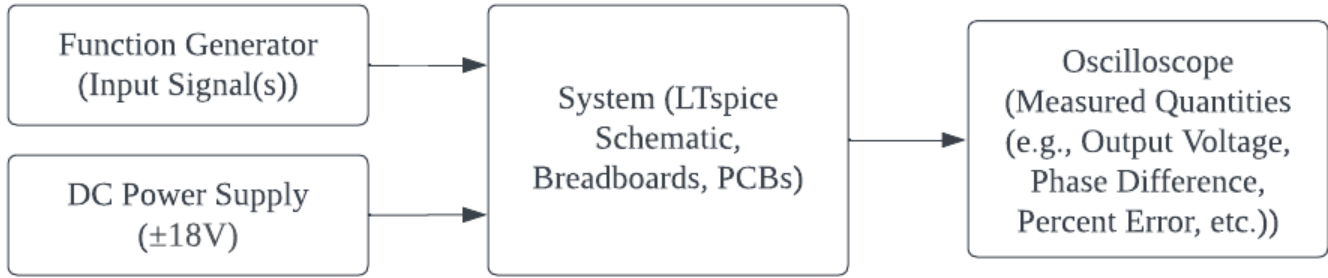 Function Generator
(Input Signal(s))
DC Power Supply
(±18V)
System (LTspice
Schematic,
Breadboards, PCBs)
Oscilloscope
(Measured Quantities
(e.g., Output Voltage,
Phase Difference,
Percent Error, etc.))